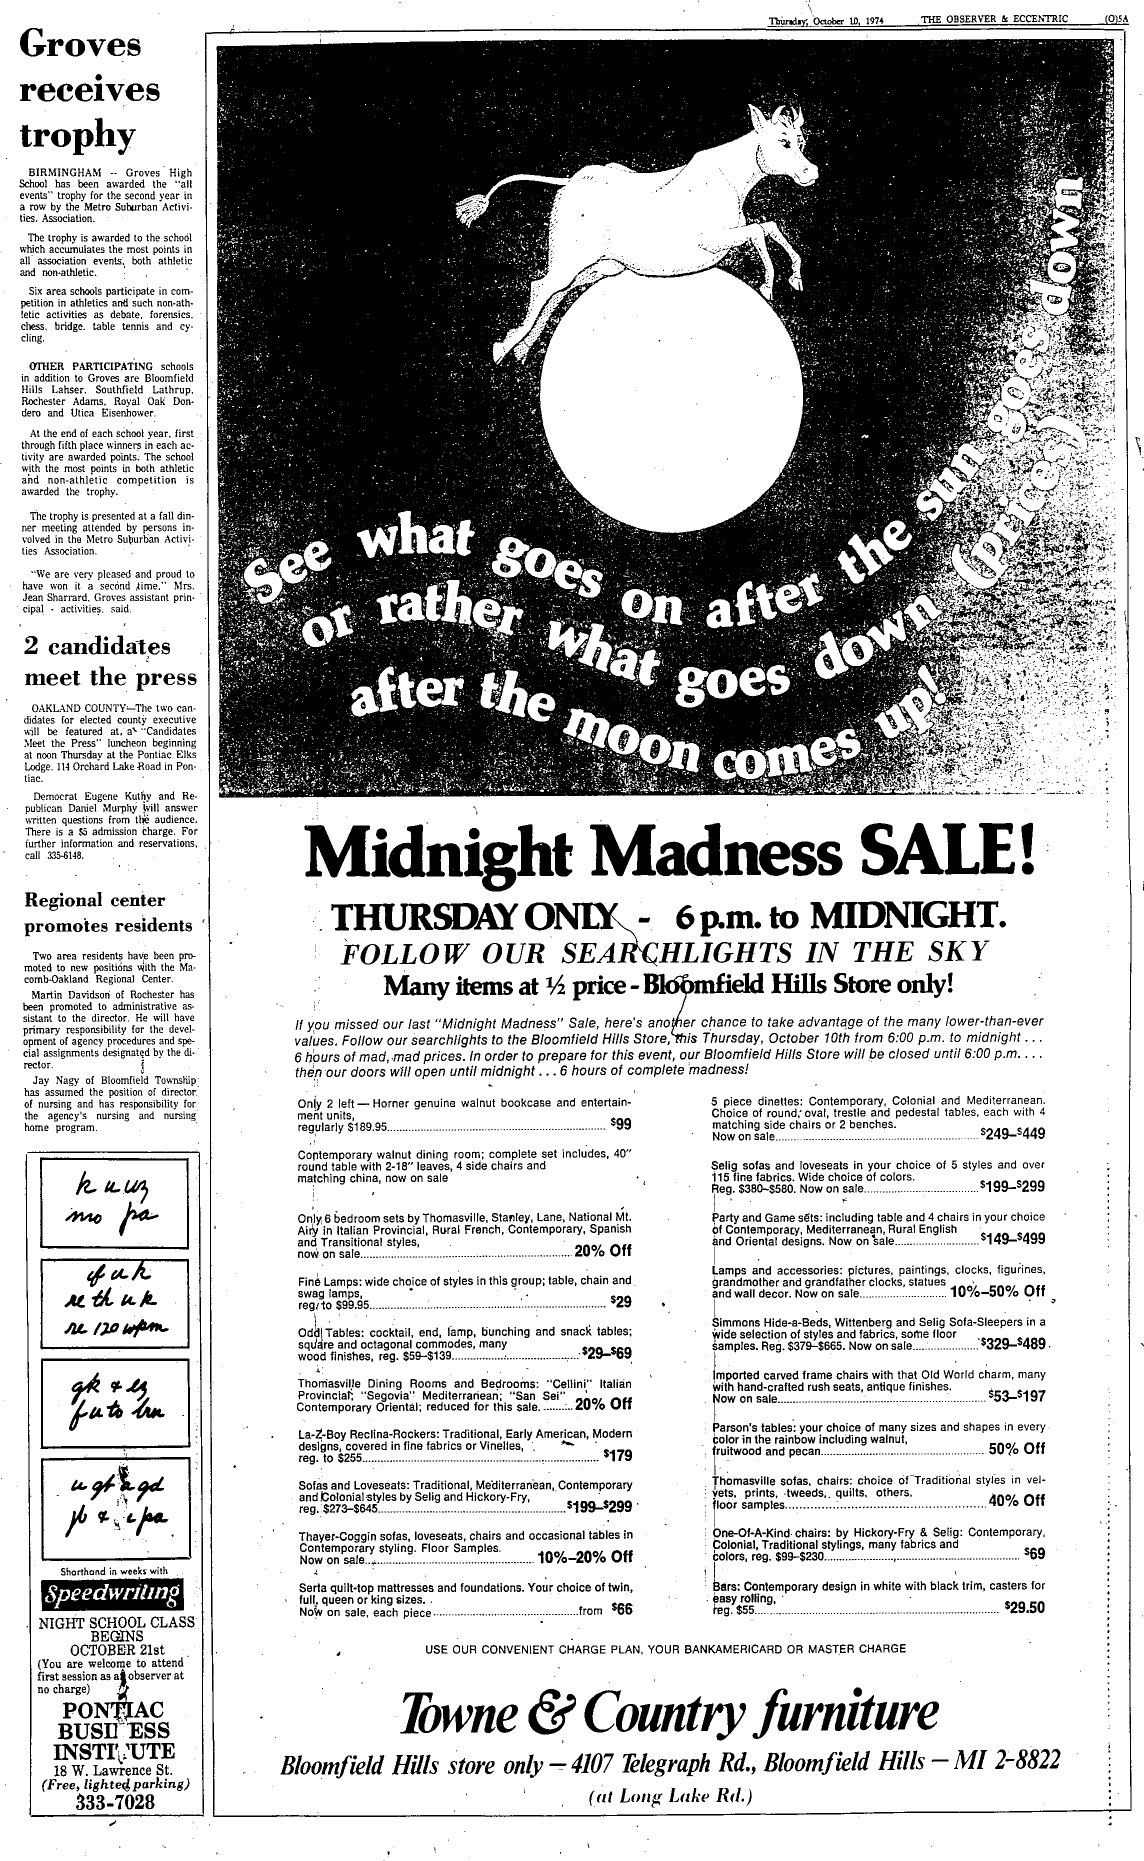 Thursday, October 10, 1974 THE OBSERVER & ECCENTRIC (O)5A
Groves
receives
trophy
BIRMINGHAM -- Groves High
School has been awarded the "all
events" trophy for the second year in
a row by the Metro Suburban Activi-
ties. Association.
The trophy is awarded to the school
which accumulates the most points in
all association events, both athletic
and non-athletic.
Six area schools participate in com-
petition in athletics and such non-ath-
letic activities as debate, forensics,
chess, bridge, table tennis and cy-
cling.
OTHER PARTICIPATING schools
in addition to Groves are Bloomfield
Hills Lahser, Southfield Lathrup,
Rochester Adams, Royal Oak Don-
dero and Utica Eisenhower.
At the end of each school year, first
through fifth place winners in each ac-
tivity are awarded points. The school
with the most points in both athletic
and non-athletic competition is
awarded the trophy.
The trophy is presented at a fall din-
ner meeting attended by persons in-
volved in the Metro Suburban Activi-
ties Association.
"We are very pleased and proud to
have won it a second time," Mrs.
Jean Sharrard, Groves assistant prin-
cipal - activities, said.
2 candidates
meet the press
OAKLAND COUNTY—The two can-
didates for elected county executive
will be featured at, a "Candidates
Meet the Press" luncheon beginning
at noon Thursday at the Pontiac Elks
Lodge, 114 Orchard Lake Road in Pon-
tiac.
Democrat Eugene Kuthy and Re-
publican Daniel Murphy will answer
written questions from the audience.
There is a $5 admission charge. For
further information and reservations,
call 335-6148.
Regional center
promotes residents
Two area residents have been pro-
moted to new positions with the Ma-
comb-Oakland Regional Center.
Martin Davidson of Rochester has
been promoted to administrative as-
sistant to the director. He will have
primary responsibility for the devel-
opment of agency procedures and spe-
cial assignments designated by the di-
rector.
Jay Nagy of Bloomfield Township
has assumed the position of director
of nursing and has responsibility for
the agency's nursing and nursing
home program.
k u uz
mo pa
if u k
re th u k
re 120 wpm
gk & ez
f u to brn
u gt a gd
jb & pa
Shorthand in weeks with
Speedwriting
NIGHT SCHOOL CLASS
BEGINS
OCTOBER 21st
(You are welcome to attend
first session as an observer at
no charge)
PONTIAC
BUSINESS
INSTITUTE
18 W. Lawrence St.
(Free, lighted parking)
333-7028
See what goes on after the sun goes down
or rather what goes down (prices)
after the moon comes up!
Midnight Madness SALE!
THURSDAY ONLY - 6 p.m. to MIDNIGHT.
FOLLOW OUR SEARCHLIGHTS IN THE SKY
Many items at ½ price - Bloomfield Hills Store only!
If you missed our last "Midnight Madness" Sale, here's another chance to take advantage of the many lower-than-ever
values. Follow our searchlights to the Bloomfield Hills Store, this Thursday, October 10th from 6:00 p.m. to midnight . . .
6 hours of mad, mad prices. In order to prepare for this event, our Bloomfield Hills Store will be closed until 6:00 p.m. . . .
then our doors will open until midnight . . . 6 hours of complete madness!
Only 2 left — Horner genuine walnut bookcase and entertain-
ment units,
regularly $189.95 $99
Contemporary walnut dining room; complete set includes, 40"
round table with 2-18" leaves, 4 side chairs and
matching china, now on sale
Only 6 bedroom sets by Thomasville, Stanley, Lane, National Mt.
Airy in Italian Provincial, Rural French, Contemporary, Spanish
and Transitional styles,
now on sale 20% Off
Fine Lamps: wide choice of styles in this group; table, chain and
swag lamps,
reg. to $99.95 $29
Odd Tables: cocktail, end, lamp, bunching and snack tables;
square and octagonal commodes, many
wood finishes, reg. $59–$139 $29–$69
Thomasville Dining Rooms and Bedrooms: "Cellini" Italian
Provincial; "Segovia" Mediterranean; "San Sei"
Contemporary Oriental; reduced for this sale. 20% Off
La-Z-Boy Reclina-Rockers: Traditional, Early American, Modern
designs, covered in fine fabrics or Vinelles,
reg. to $255 $179
Sofas and Loveseats: Traditional, Mediterranean, Contemporary
and Colonial styles by Selig and Hickory-Fry,
reg. $273–$645 $199–$299
Thayer-Coggin sofas, loveseats, chairs and occasional tables in
Contemporary styling. Floor Samples.
Now on sale 10%–20% Off
Serta quilt-top mattresses and foundations. Your choice of twin,
full, queen or king sizes.
Now on sale, each piece from $66
5 piece dinettes: Contemporary, Colonial and Mediterranean.
Choice of round, oval, trestle and pedestal tables, each with 4
matching side chairs or 2 benches.
Now on sale $249–$449
Selig sofas and loveseats in your choice of 5 styles and over
115 fine fabrics. Wide choice of colors.
Reg. $380–$580. Now on sale $199–$299
Party and Game sets: including table and 4 chairs in your choice
of Contemporary, Mediterranean, Rural English
and Oriental designs. Now on sale $149–$499
Lamps and accessories: pictures, paintings, clocks, figurines,
grandmother and grandfather clocks, statues
and wall decor. Now on sale 10%–50% Off
Simmons Hide-a-Beds, Wittenberg and Selig Sofa-Sleepers in a
wide selection of styles and fabrics, some floor
samples. Reg. $379–$665. Now on sale $329–$489
Imported carved frame chairs with that Old World charm, many
with hand-crafted rush seats, antique finishes.
Now on sale $53–$197
Parson's tables: your choice of many sizes and shapes in every
color in the rainbow including walnut,
fruitwood and pecan 50% Off
Thomasville sofas, chairs: choice of Traditional styles in vel-
vets, prints, tweeds, quilts, others,
floor samples 40% Off
One-Of-A-Kind chairs: by Hickory-Fry & Selig: Contemporary,
Colonial, Traditional stylings, many fabrics and
colors, reg. $99–$230 $69
Bars: Contemporary design in white with black trim, casters for
easy rolling,
reg. $55 $29.50
USE OUR CONVENIENT CHARGE PLAN, YOUR BANKAMERICARD OR MASTER CHARGE
Towne & Country furniture
Bloomfield Hills store only — 4107 Telegraph Rd., Bloomfield Hills — MI 2-8822
(at Long Lake Rd.)